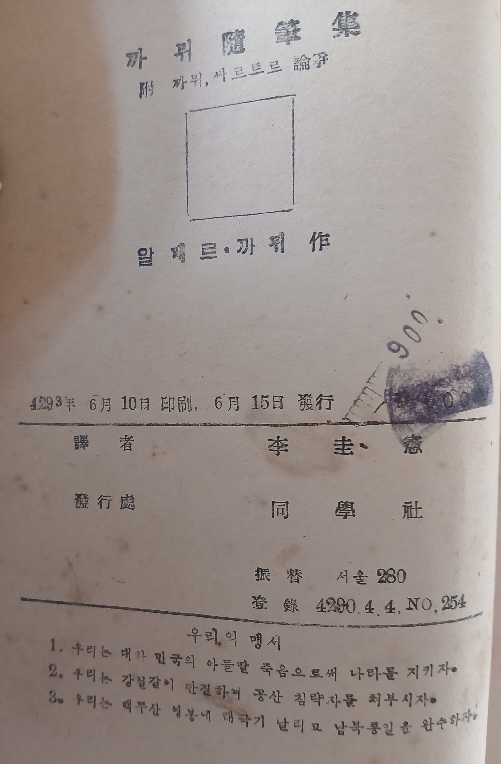 까뮈 隨筆集
附 까뮈, 싸르트르 論爭
알베르·까뮈 作
900.
4293年 6月 10日 印刷, 6月 15日 發行
譯者 李圭憲
發行處 同學社
振替 서울 280
登錄 4290.4.4. NO, 254
우리의 맹서
1. 우리는 대한 민국의 아들딸 죽음으로써 나라를 지키자.
2. 우리는 강철같이 단결하여 공산 침략자를 처부시자.
3. 우리는 백두산 영봉에 태극기 날리고 남북통일을 완수하자.